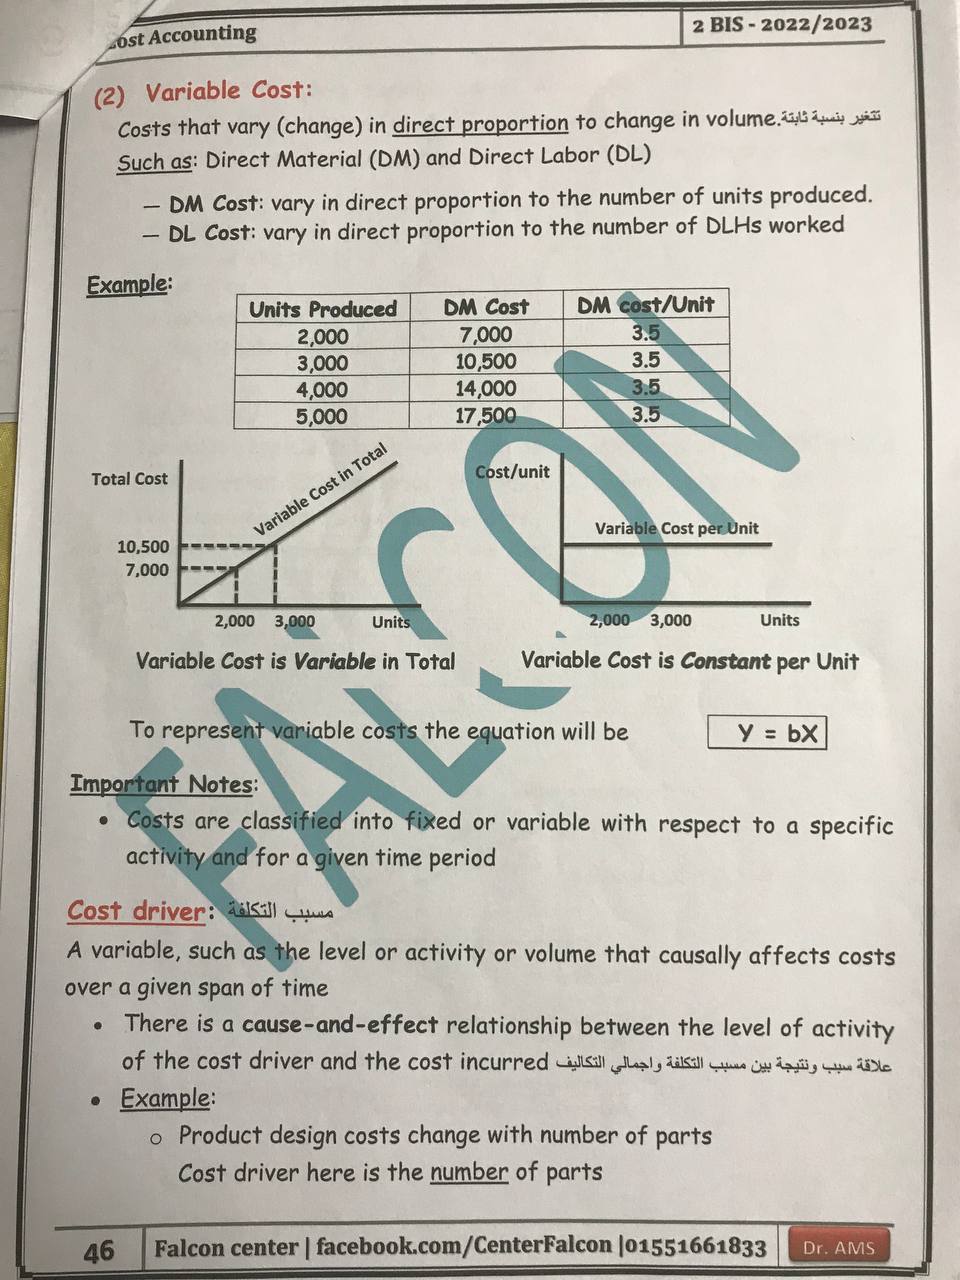 ost Accounting
2 BIS - 2022/2023
(2) Variable Cost:
Costs that vary (change) in direct proportion to change in volume. تتغير بنسبة ثابتة
Such as: Direct Material (DM) and Direct Labor (DL)
— DM Cost: vary in direct proportion to the number of units produced.
— DL Cost: vary in direct proportion to the number of DLHs worked
Example:
Units Produced DM Cost DM cost/Unit
2,000 7,000 3.5
3,000 10,500 3.5
4,000 14,000 3.5
5,000 17,500 3.5
Total Cost
Variable Cost in Total
10,500
7,000
2,000 3,000 Units
Cost/unit
Variable Cost per Unit
2,000 3,000 Units
Variable Cost is Variable in Total
Variable Cost is Constant per Unit
To represent variable costs the equation will be Y = bX
Important Notes:
• Costs are classified into fixed or variable with respect to a specific
activity and for a given time period
Cost driver: مسبب التكلفة
A variable, such as the level or activity or volume that causally affects costs
over a given span of time
• There is a cause-and-effect relationship between the level of activity
of the cost driver and the cost incurred علاقة سبب ونتيجة بين مسبب التكلفة واجمالي التكاليف
• Example:
o Product design costs change with number of parts
Cost driver here is the number of parts
46 Falcon center | facebook.com/CenterFalcon |01551661833 Dr. AMS
FALCON